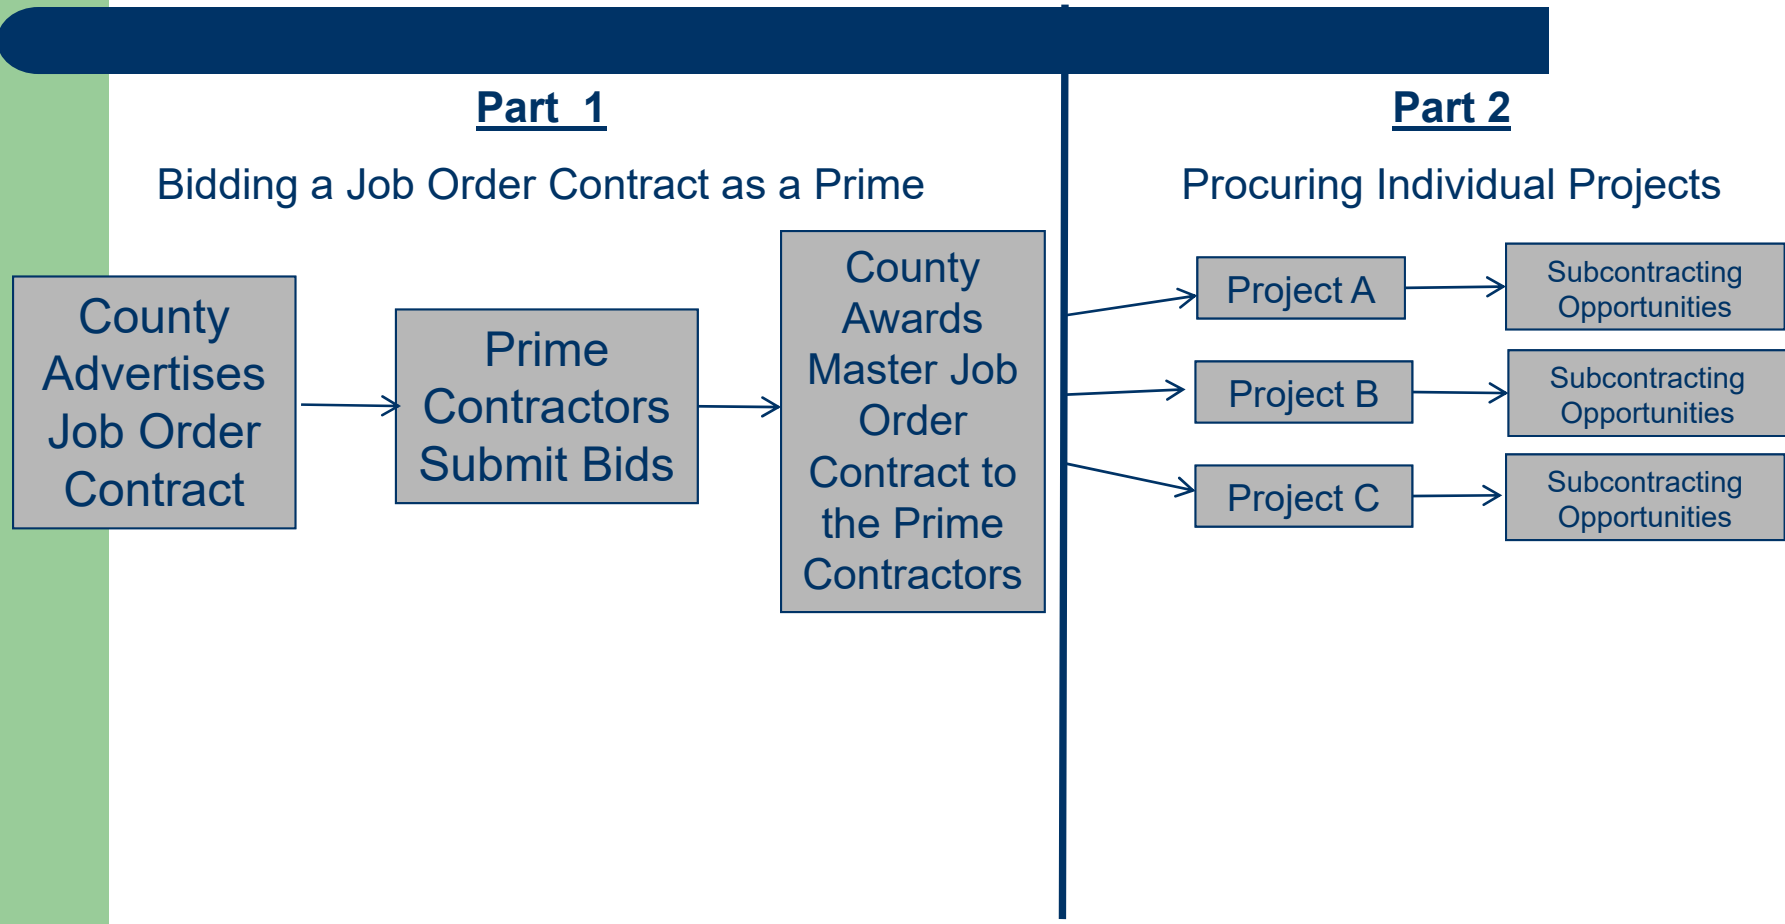 Part 1
Bidding a Job Order Contract as a Prime
County
Advertises
Job Order
Contract
Prime
Contractors
Submit Bids
County
Awards
Master Job
Order
Contract to
the Prime
Contractors
Part 2
Procuring Individual Projects
Project A
Subcontracting
Opportunities
Project B
Subcontracting
Opportunities
Project C
Subcontracting
Opportunities